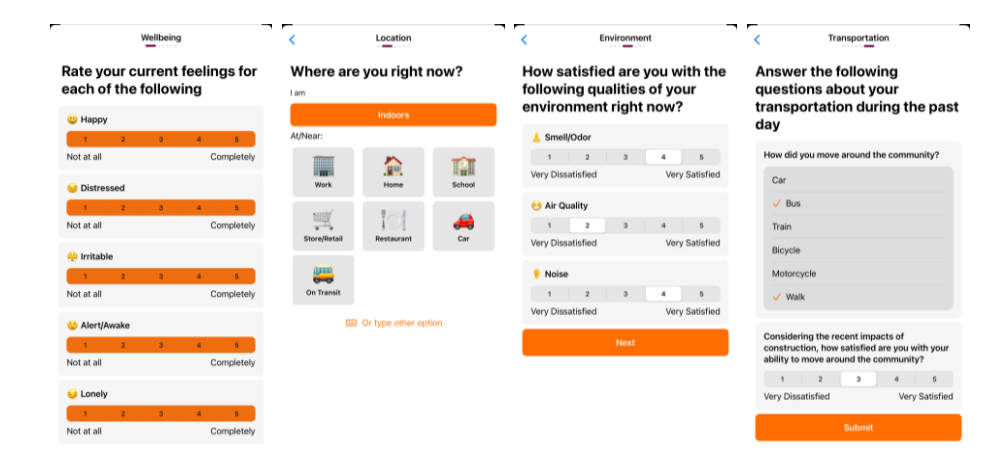 Wellbeing
Rate your current feelings for
each of the following
Happy
1 2 3 4 5
Not at all Completely
Distressed
1 2 3 4 5
Not at all Completely
Irritable
1 2 3 4 5
Not at all Completely
Alert/Awake
1 2 3 4 5
Not at all Completely
Lonely
1 2 3 4 5
Not at all Completely
Location
Where are you right now?
I am
Indoors
At/Near:
Work Home School
Store/Retail Restaurant Car
On Transit
Or type other option
Environment
How satisfied are you with the
following qualities of your
environment right now?
Smell/Odor
1 2 3 4 5
Very Dissatisfied Very Satisfied
Air Quality
1 2 3 4 5
Very Dissatisfied Very Satisfied
Noise
1 2 3 4 5
Very Dissatisfied Very Satisfied
Next
Transportation
Answer the following
questions about your
transportation during the past
day
How did you move around the community?
Car
Bus
Train
Bicycle
Motorcycle
Walk
Considering the recent impacts of
construction, how satisfied are you with your
ability to move around the community?
1 2 3 4 5
Very Dissatisfied Very Satisfied
Submit